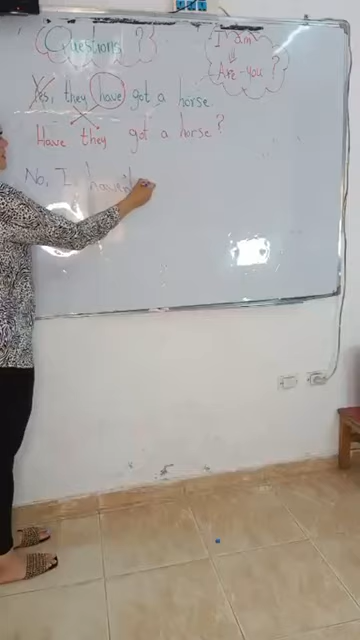 Questions ?
I am
Are you ?
Yes, they have got a horse.
Have they got a horse ?
No, I haven't